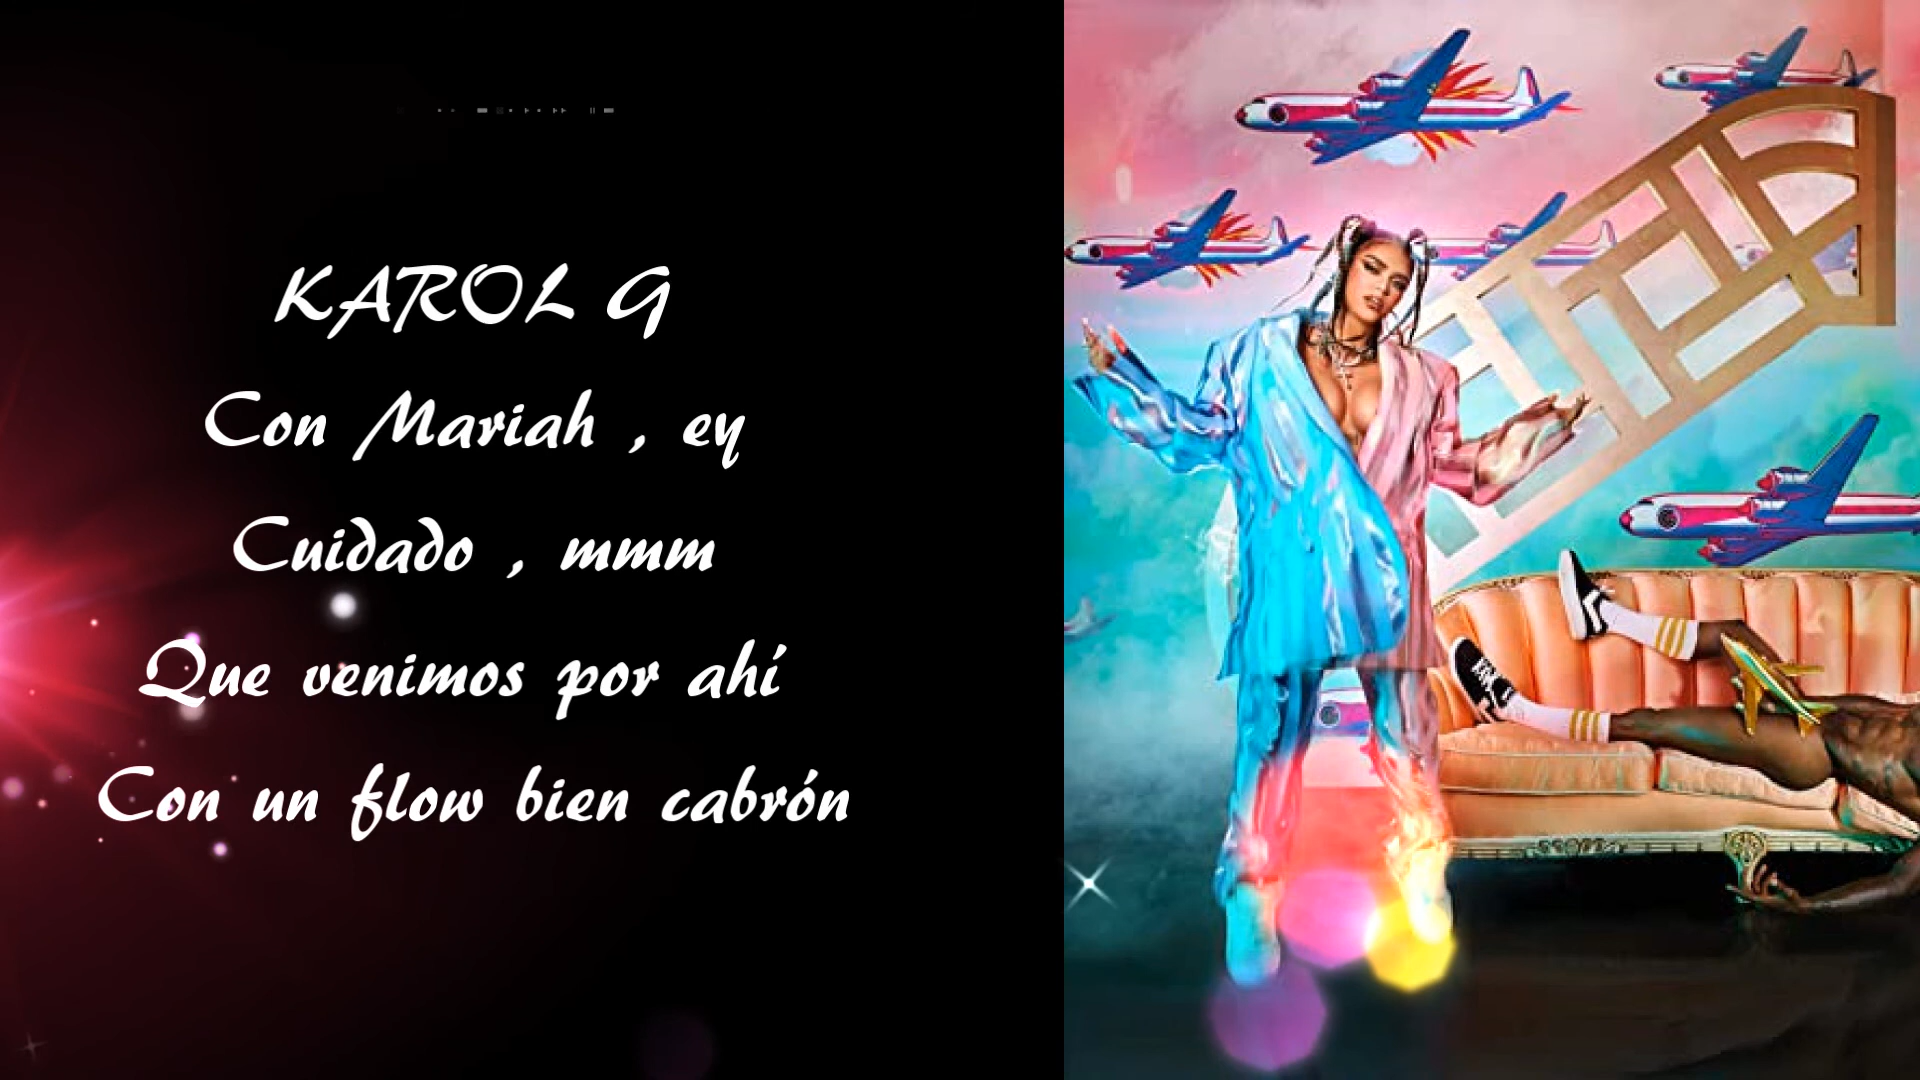 KAROL G
Con Mariah , ey
Cuidado , mmm
Que venimos por ahí
Con un flow bien cabrón